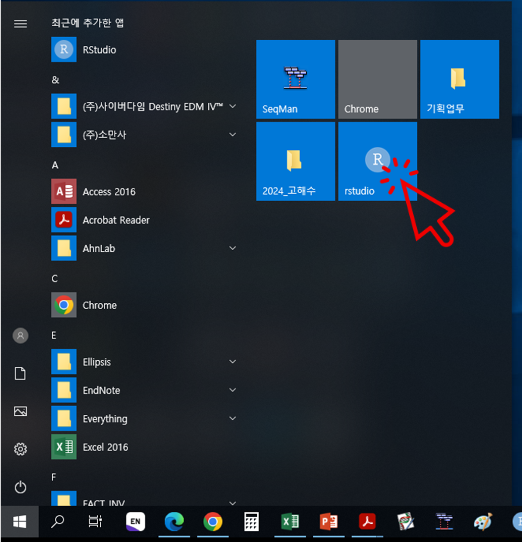 최근에 추가한 앱
RStudio
&
(주)사이버다임 Destiny EDM IV™
(주)소만사
A
Access 2016
Acrobat Reader
AhnLab
C
Chrome
E
Ellipsis
EndNote
Everything
Excel 2016
F
FACT_INV
SeqMan
Chrome
기획업무
2024_고해수
R
rstudio
EN